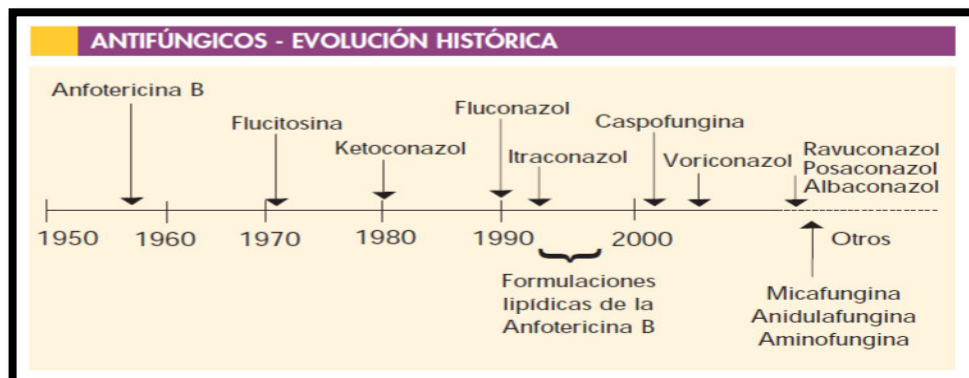 ANTIFÚNGICOS - EVOLUCIÓN HISTÓRICA
Anfotericina B
Flucitosina
Ketoconazol
Fluconazol
Itraconazol
Caspofungina
Voriconazol
Ravuconazol
Posaconazol
Albaconazol
1950 1960 1970 1980 1990 2000 Otros
Formulaciones
lipídicas de la
Anfotericina B
Micafungina
Anidulafungina
Aminofungina